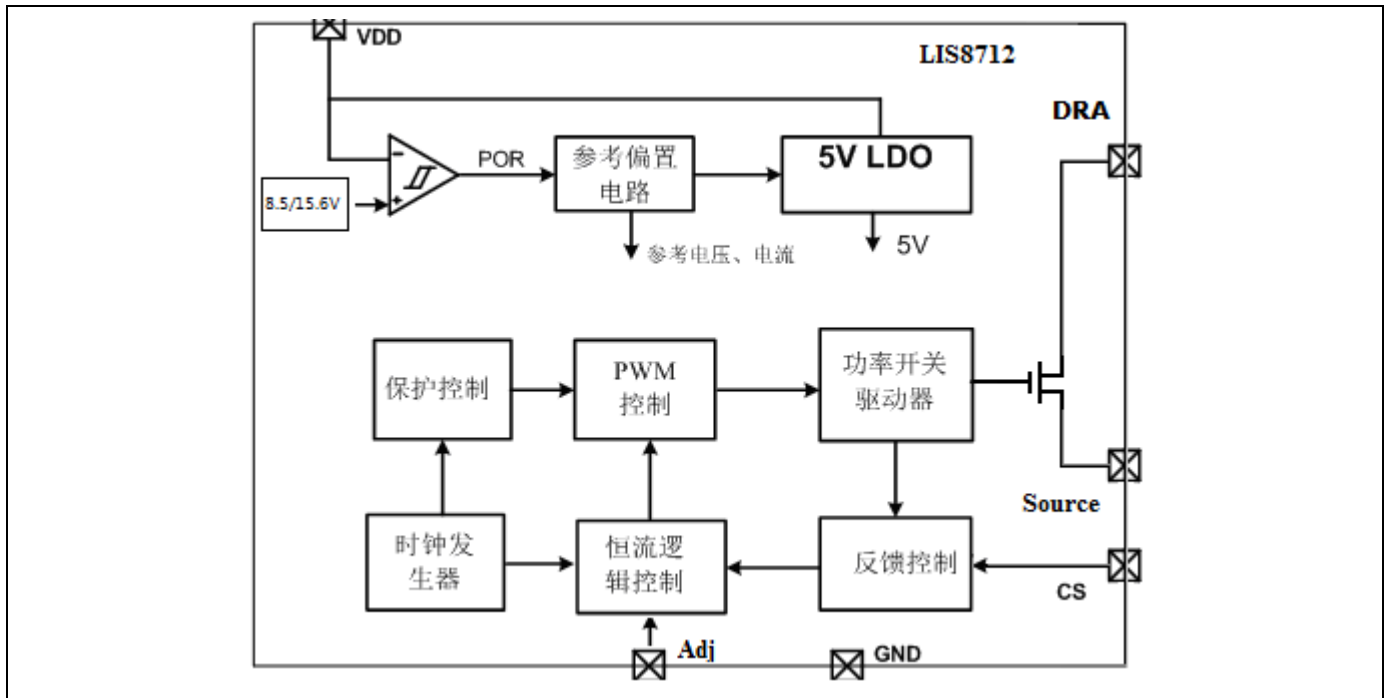 VDD
LIS8712
DRA
POR
参考偏置
电路
5V LDO
8.5/15.6V
-
+
参考电压、电流
5V
保护控制
PWM
控制
功率开关
驱动器
Source
时钟发
生器
恒流逻
辑控制
反馈控制
CS
Adj
GND